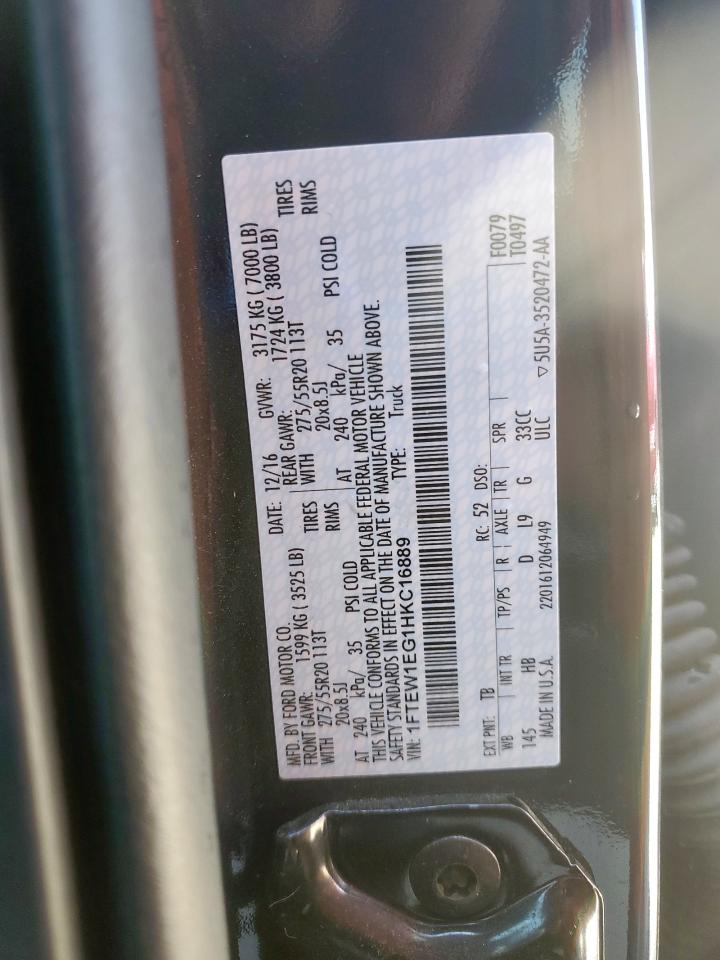 MFD. BY FORD MOTOR CO. DATE: 12/16 GVWR: 3175 KG ( 7000 LB)
FRONT GAWR: 1599 KG ( 3525 LB) REAR GAWR: 1724 KG ( 3800 LB)
WITH 275/55R20 113T TIRES WITH 275/55R20 113T TIRES
20x8.5J RIMS 20x8.5J RIMS
AT 240 kPa/ 35 PSI COLD AT 240 kPa/ 35 PSI COLD
THIS VEHICLE CONFORMS TO ALL APPLICABLE FEDERAL MOTOR VEHICLE
SAFETY STANDARDS IN EFFECT ON THE DATE OF MANUFACTURE SHOWN ABOVE.
VIN: 1FTEW1EG1HKC16889 TYPE: Truck
EXT PNT: TB RC: 52 DSO: F0079
WB INT TR TP/PS R AXLE TR SPR T0497
145 HB D L9 G 33CC
MADE IN U.S.A. 2201612064949 ULC ▽5U5A-3520472-AA